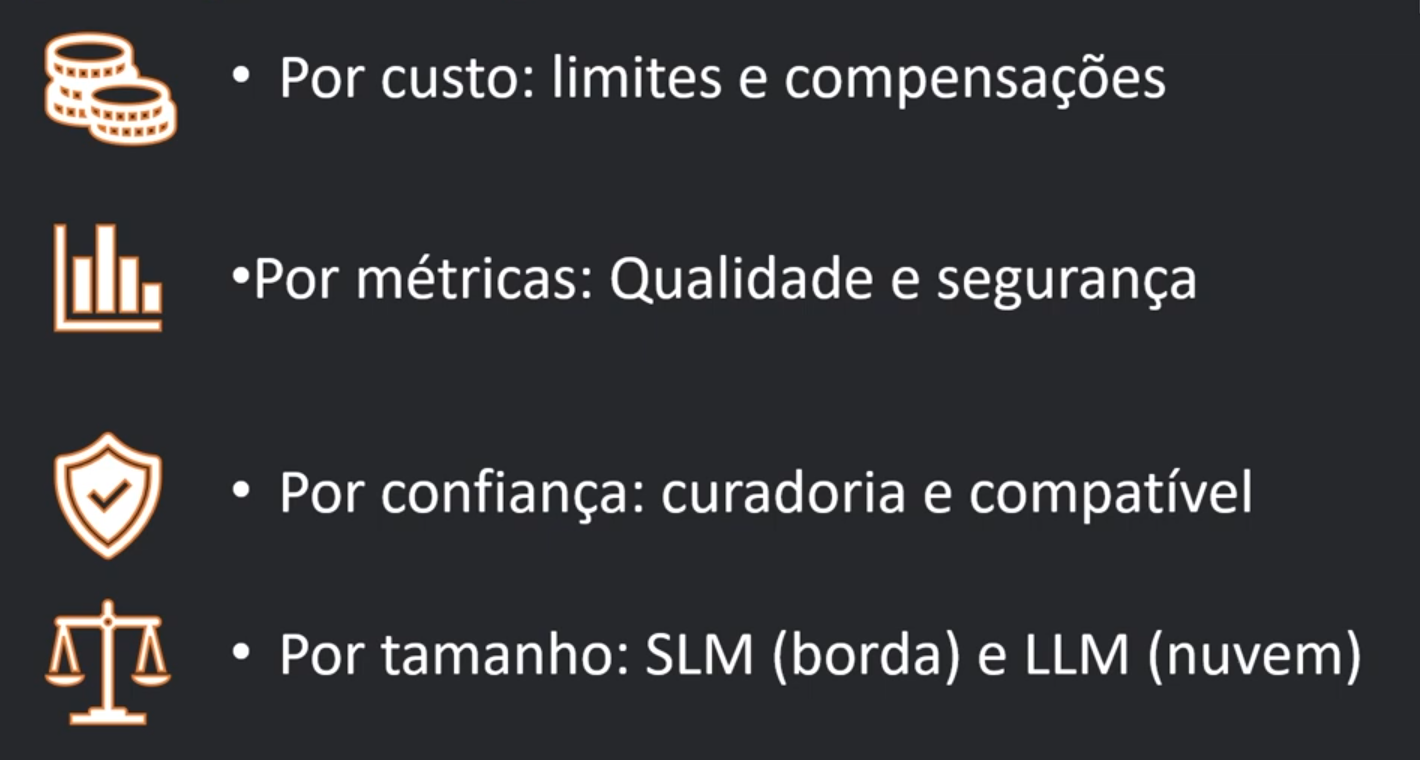 • Por custo: limites e compensações
•Por métricas: Qualidade e segurança
• Por confiança: curadoria e compatível
• Por tamanho: SLM (borda) e LLM (nuvem)